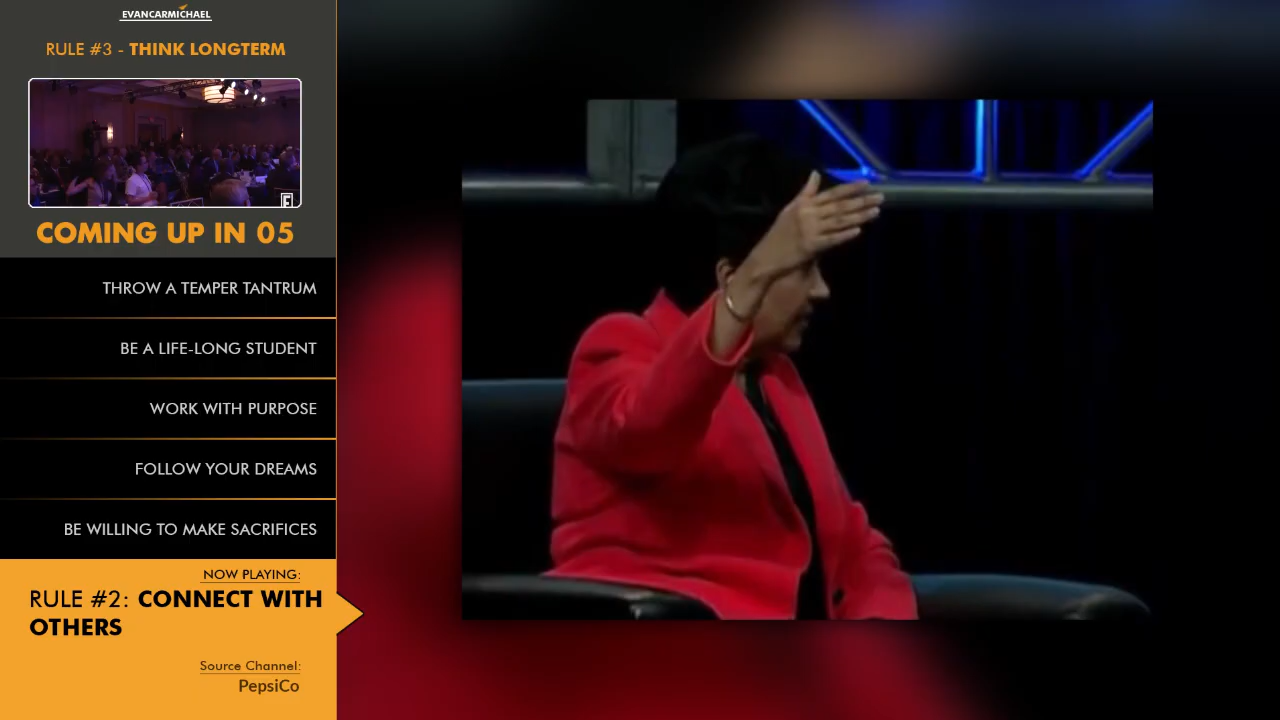 EVANCARMICHAEL
RULE #3 - THINK LONGTERM
E
COMING UP IN 05
THROW A TEMPER TANTRUM
BE A LIFE-LONG STUDENT
WORK WITH PURPOSE
FOLLOW YOUR DREAMS
BE WILLING TO MAKE SACRIFICES
NOW PLAYING:
RULE #2: CONNECT WITH
OTHERS
Source Channel:
PepsiCo